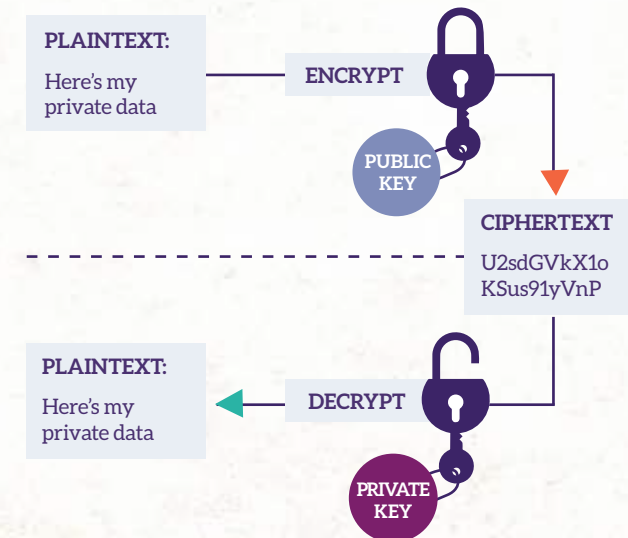 PLAINTEXT:
Here's my
private data
ENCRYPT
PUBLIC
KEY
CIPHERTEXT
U2sdGVkX1o
KSus91yVnP
PLAINTEXT:
Here's my
private data
DECRYPT
PRIVATE
KEY